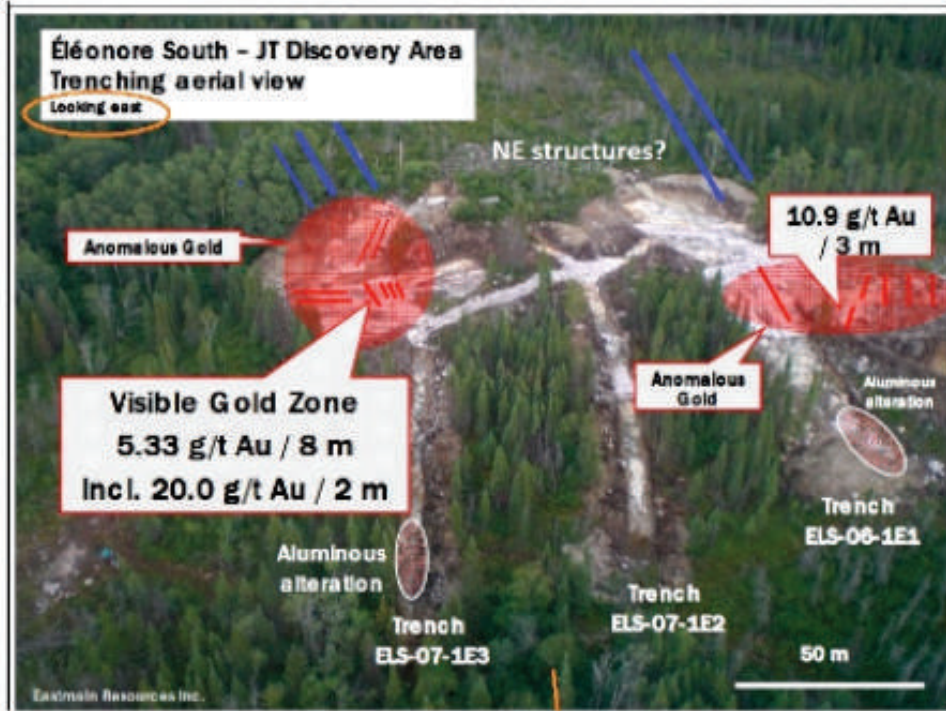 Éléonore South – JT Discovery Area
Trenching aerial view
Looking east
NE structures?
10.9 g/t Au
/ 3 m
Anomalous Gold
Visible Gold Zone
5.33 g/t Au / 8 m
Incl. 20.0 g/t Au / 2 m
Anomalous
Gold
Aluminous
alteration
Trench
ELS-06-1E1
Aluminous
alteration
Trench
ELS-07-1E2
Trench
ELS-07-1E3
50 m
Eastmain Resources Inc.